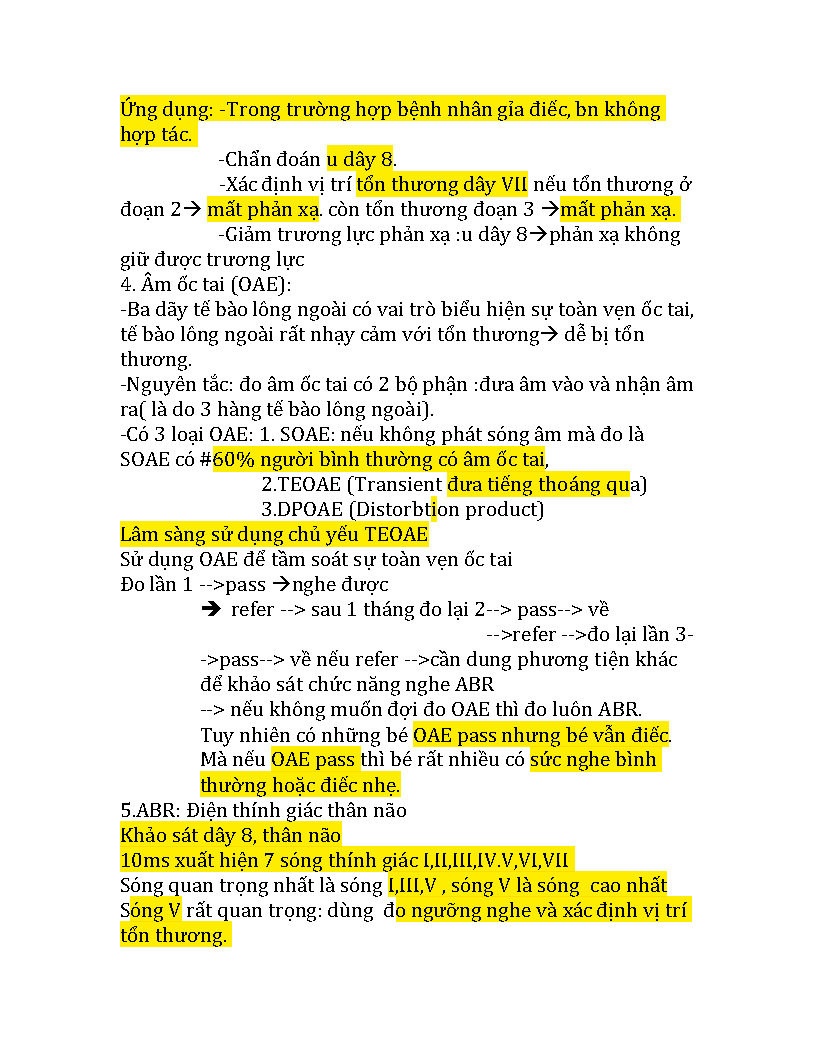 Ứng dụng: -Trong trường hợp bệnh nhân gỉa điếc, bn không
hợp tác.
-Chẩn đoán u dây 8.
-Xác định vị trí tổn thương dây VII nếu tổn thương ở
đoạn 2→ mất phản xạ. còn tổn thương đoạn 3 →mất phản xạ.
-Giảm trương lực phản xạ :u dây 8→phản xạ không
giữ được trương lực
4. Âm ốc tai (OAE):
-Ba dãy tế bào lông ngoài có vai trò biểu hiện sự toàn vẹn ốc tai,
tế bào lông ngoài rất nhạy cảm với tổn thương→ dễ bị tổn
thương.
-Nguyên tắc: đo âm ốc tai có 2 bộ phận :đưa âm vào và nhận âm
ra( là do 3 hàng tế bào lông ngoài).
-Có 3 loại OAE: 1. SOAE: nếu không phát sóng âm mà đo là
SOAE có #60% người bình thường có âm ốc tai,
2.TEOAE (Transient đưa tiếng thoáng qua)
3.DPOAE (Distorbtion product)
Lâm sàng sử dụng chủ yếu TEOAE
Sử dụng OAE để tầm soát sự toàn vẹn ốc tai
Đo lần 1 -->pass →nghe được
➔ refer --> sau 1 tháng đo lại 2--> pass--> về
-->refer -->đo lại lần 3-
->pass--> về nếu refer -->cần dung phương tiện khác
để khảo sát chức năng nghe ABR
--> nếu không muốn đợi đo OAE thì đo luôn ABR.
Tuy nhiên có những bé OAE pass nhưng bé vẫn điếc.
Mà nếu OAE pass thì bé rất nhiều có sức nghe bình
thường hoặc điếc nhẹ.
5.ABR: Điện thính giác thân não
Khảo sát dây 8, thân não
10ms xuất hiện 7 sóng thính giác I,II,III,IV.V,VI,VII
Sóng quan trọng nhất là sóng I,III,V , sóng V là sóng  cao nhất
Sóng V rất quan trọng: dùng  đo ngưỡng nghe và xác định vị trí
tổn thương.